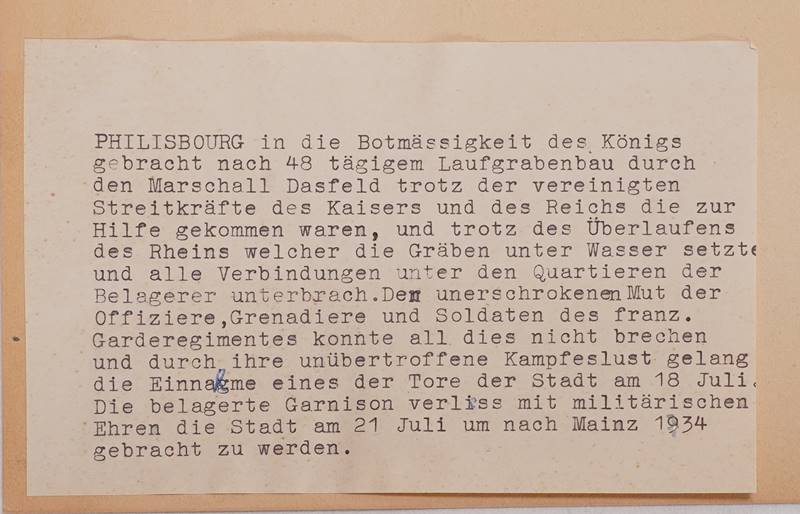 PHILISBOURG in die Botmässigkeit des Königs
gebracht nach 48 tägigem Laufgrabenbau durch
den Marschall Dasfeld trotz der vereinigten
Streitkräfte des Kaisers und des Reichs die zur
Hilfe gekommen waren, und trotz des Überlaufens
des Rheins welcher die Gräben unter Wasser setzte
und alle Verbindungen unter den Quartieren der
Belagerer unterbrach.Den unerschrokenen Mut der
Offiziere,Grenadiere und Soldaten des franz.
Garderegimentes konnte all dies nicht brechen
und durch ihre unübertroffene Kampfeslust gelang
die Einnahme eines der Tore der Stadt am 18 Juli.
Die belagerte Garnison verliess mit militärischen
Ehren die Stadt am 21 Juli um nach Mainz 1734
gebracht zu werden.